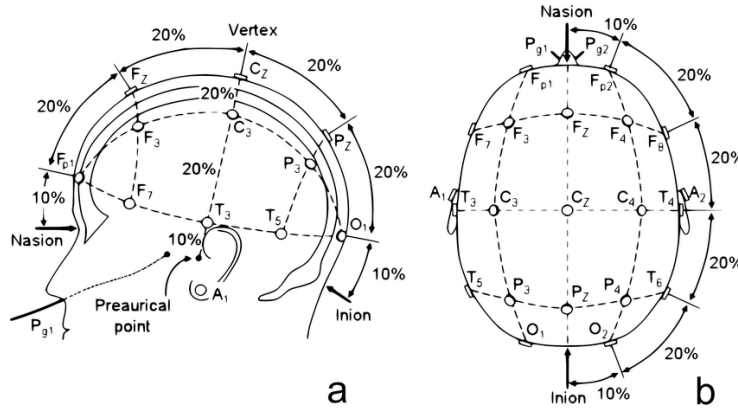 Vertex
20%
20%
Fz
Cz
20%
20%
20%
Pz
Fp1
F3
C3
P3
20%
20%
10%
F7
T3
T5
O1
Nasion
10%
10%
A1
Preaurical
point
Inion
Pg1
a
Nasion
10%
Pg1
Pg2
Fp1
Fp2
20%
F7
F3
Fz
F4
F8
20%
A1
T3
C3
Cz
C4
T4
A2
20%
T5
P3
Pz
P4
T6
O1
O2
20%
10%
Inion
b